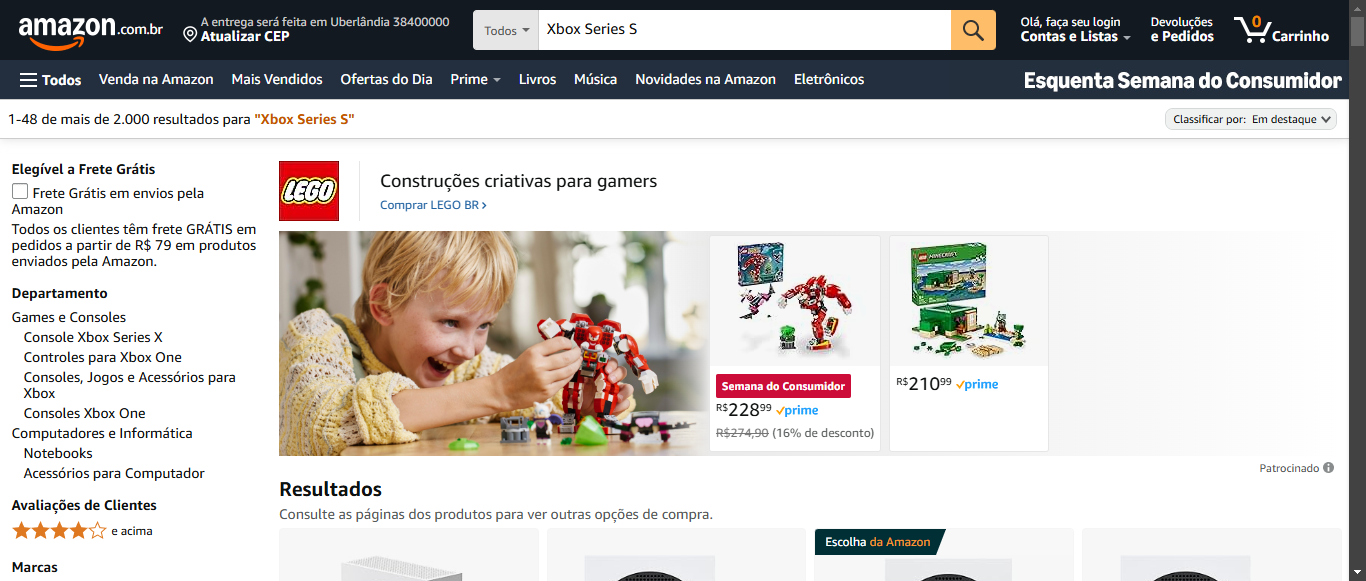 amazon.com.br
A entrega será feita em Uberlândia 38400000
Atualizar CEP
Todos
Xbox Series S
Olá, faça seu login
Contas e Listas
Devoluções
e Pedidos
0
Carrinho
Todos
Venda na Amazon
Mais Vendidos
Ofertas do Dia
Prime
Livros
Música
Novidades na Amazon
Eletrônicos
Esquenta Semana do Consumidor
1-48 de mais de 2.000 resultados para "Xbox Series S"
Classificar por: Em destaque
Elegível a Frete Grátis
Frete Grátis em envios pela
Amazon
Todos os clientes têm frete GRÁTIS em
pedidos a partir de R$ 79 em produtos
enviados pela Amazon.
Departamento
Games e Consoles
Console Xbox Series X
Controles para Xbox One
Consoles, Jogos e Acessórios para
Xbox
Consoles Xbox One
Computadores e Informática
Notebooks
Acessórios para Computador
Avaliações de Clientes
e acima
Marcas
LEGO
Construções criativas para gamers
Comprar LEGO BR ›
Semana do Consumidor
R$22899 prime
R$274,90 (16% de desconto)
MINECRAFT
R$21099 prime
Patrocinado
Resultados
Consulte as páginas dos produtos para ver outras opções de compra.
Escolha da Amazon